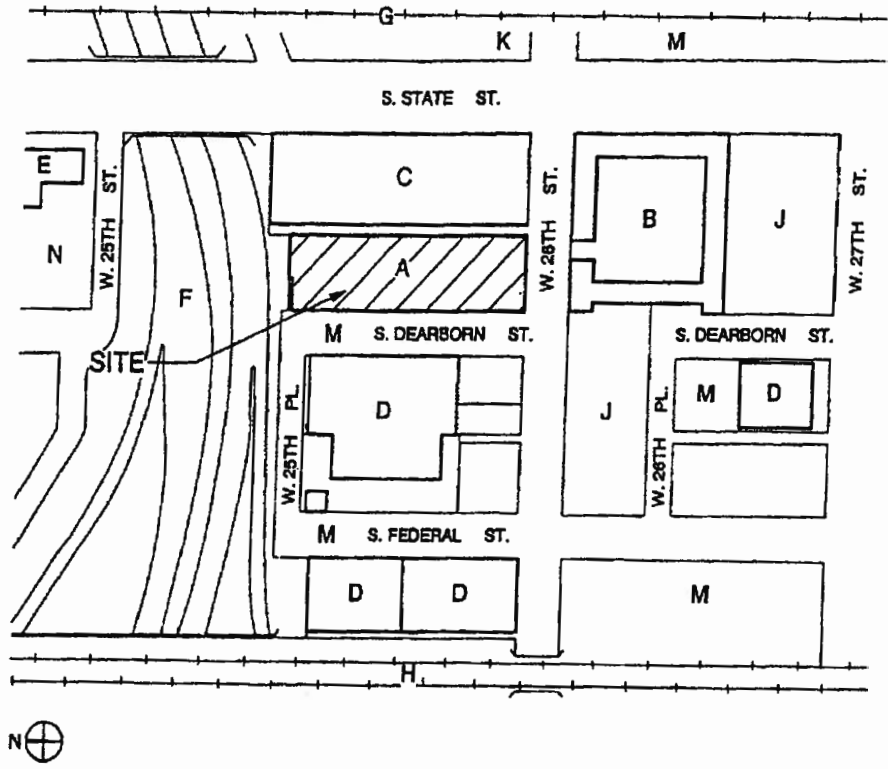 G
K
M
S. STATE ST.
E
W. 25TH ST.
C
W. 26TH ST.
B
J
W. 27TH ST.
N
A
F
M
S. DEARBORN ST.
S. DEARBORN ST.
SITE
W. 25TH PL.
D
J
W. 26TH PL.
M
D
M
S. FEDERAL ST.
D
D
M
H
N